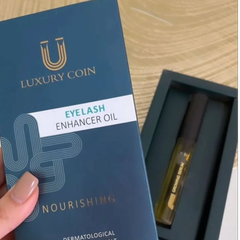 LUXURY COIN
EYELASH
ENHANCER OIL
NOURISHING
DERMATOLOGICAL